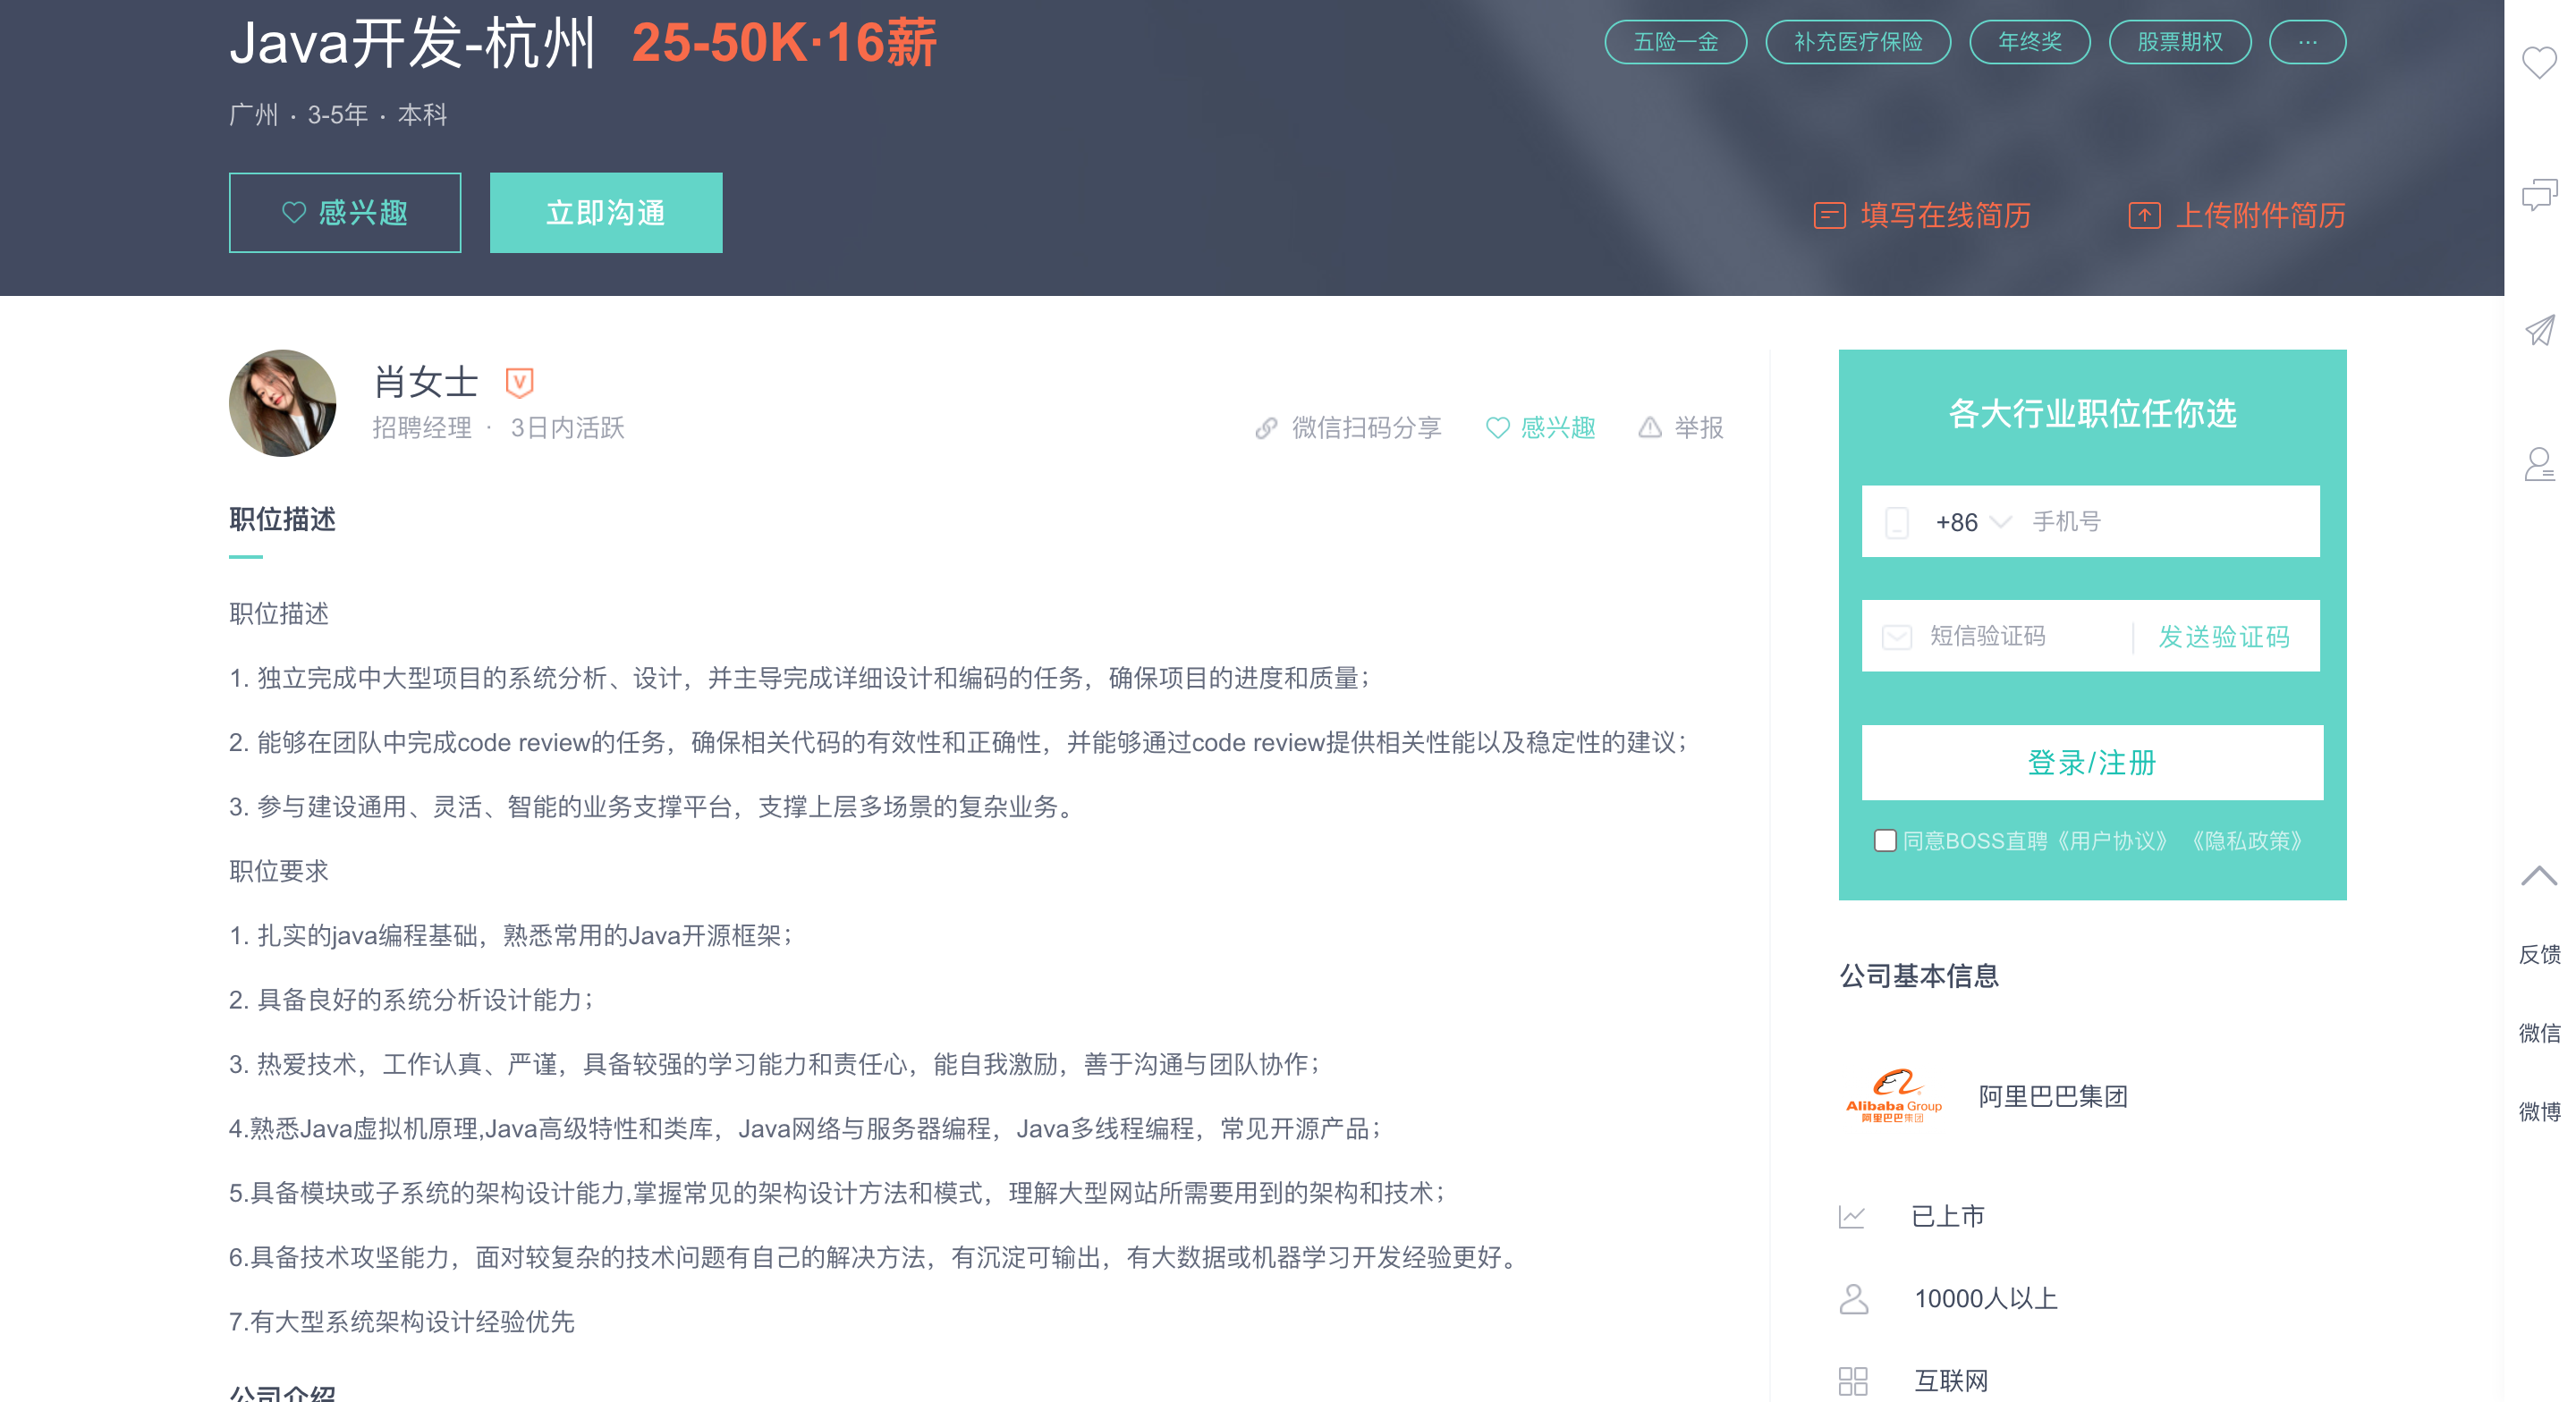 Java开发-杭州 25-50K·16薪
五险一金 补充医疗保险 年终奖 股票期权 ···
广州 · 3-5年 · 本科
感兴趣 立即沟通
填写在线简历 上传附件简历
肖女士
招聘经理 · 3日内活跃
微信扫码分享 感兴趣 举报
职位描述
职位描述
1. 独立完成中大型项目的系统分析、设计，并主导完成详细设计和编码的任务，确保项目的进度和质量；
2. 能够在团队中完成code review的任务，确保相关代码的有效性和正确性，并能够通过code review提供相关性能以及稳定性的建议；
3. 参与建设通用、灵活、智能的业务支撑平台，支撑上层多场景的复杂业务。
职位要求
1. 扎实的java编程基础，熟悉常用的Java开源框架；
2. 具备良好的系统分析设计能力；
3. 热爱技术，工作认真、严谨，具备较强的学习能力和责任心，能自我激励，善于沟通与团队协作；
4.熟悉Java虚拟机原理,Java高级特性和类库，Java网络与服务器编程，Java多线程编程，常见开源产品；
5.具备模块或子系统的架构设计能力,掌握常见的架构设计方法和模式，理解大型网站所需要用到的架构和技术；
6.具备技术攻坚能力，面对较复杂的技术问题有自己的解决方法，有沉淀可输出，有大数据或机器学习开发经验更好。
7.有大型系统架构设计经验优先
公司介绍
各大行业职位任你选
+86 手机号
短信验证码 发送验证码
登录/注册
同意BOSS直聘《用户协议》 《隐私政策》
公司基本信息
Alibaba Group
阿里巴巴集团
阿里巴巴集团
已上市
10000人以上
互联网
反馈
微信
微博